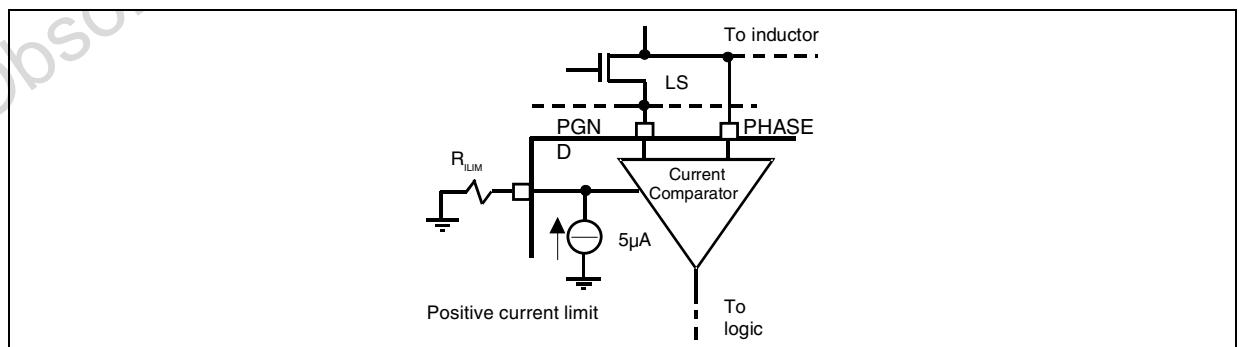 To inductor
LS
PGN
D
PHASE
R_ILIM
Current
Comparator
5µA
Positive current limit
To
logic